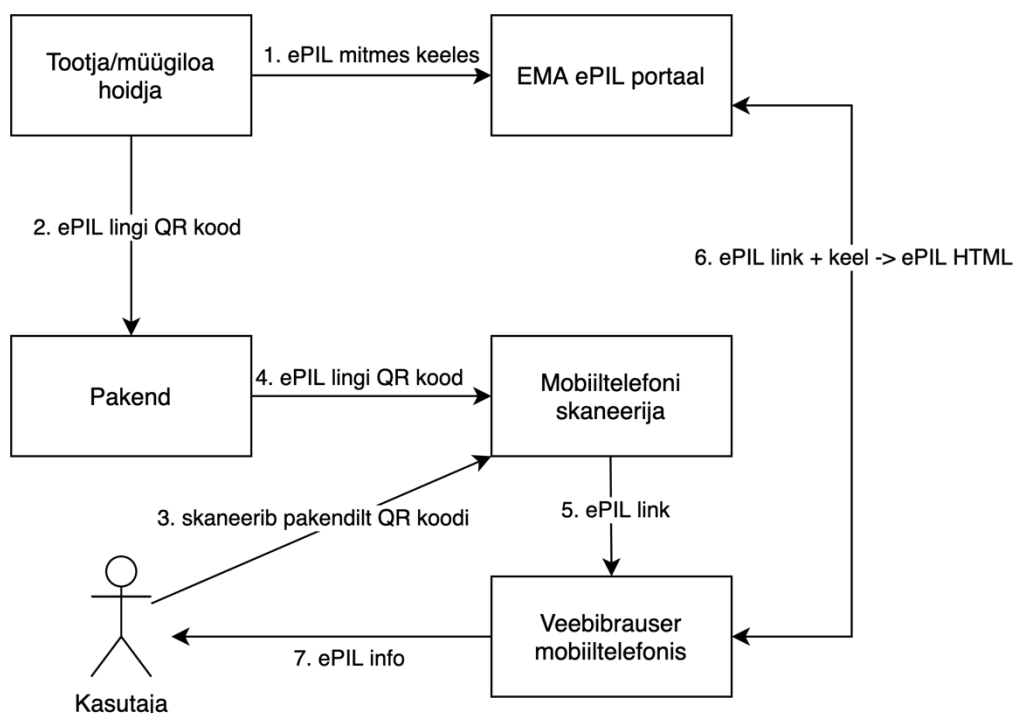 Tootja/müügiloa
hoidja
1. ePIL mitmes keeles
EMA ePIL portaal
2. ePIL lingi QR kood
6. ePIL link + keel -> ePIL HTML
Pakend
4. ePIL lingi QR kood
Mobiiltelefoni
skaneerija
3. skaneerib pakendilt QR koodi
5. ePIL link
Veebibrauser
mobiiltelefonis
7. ePIL info
Kasutaja